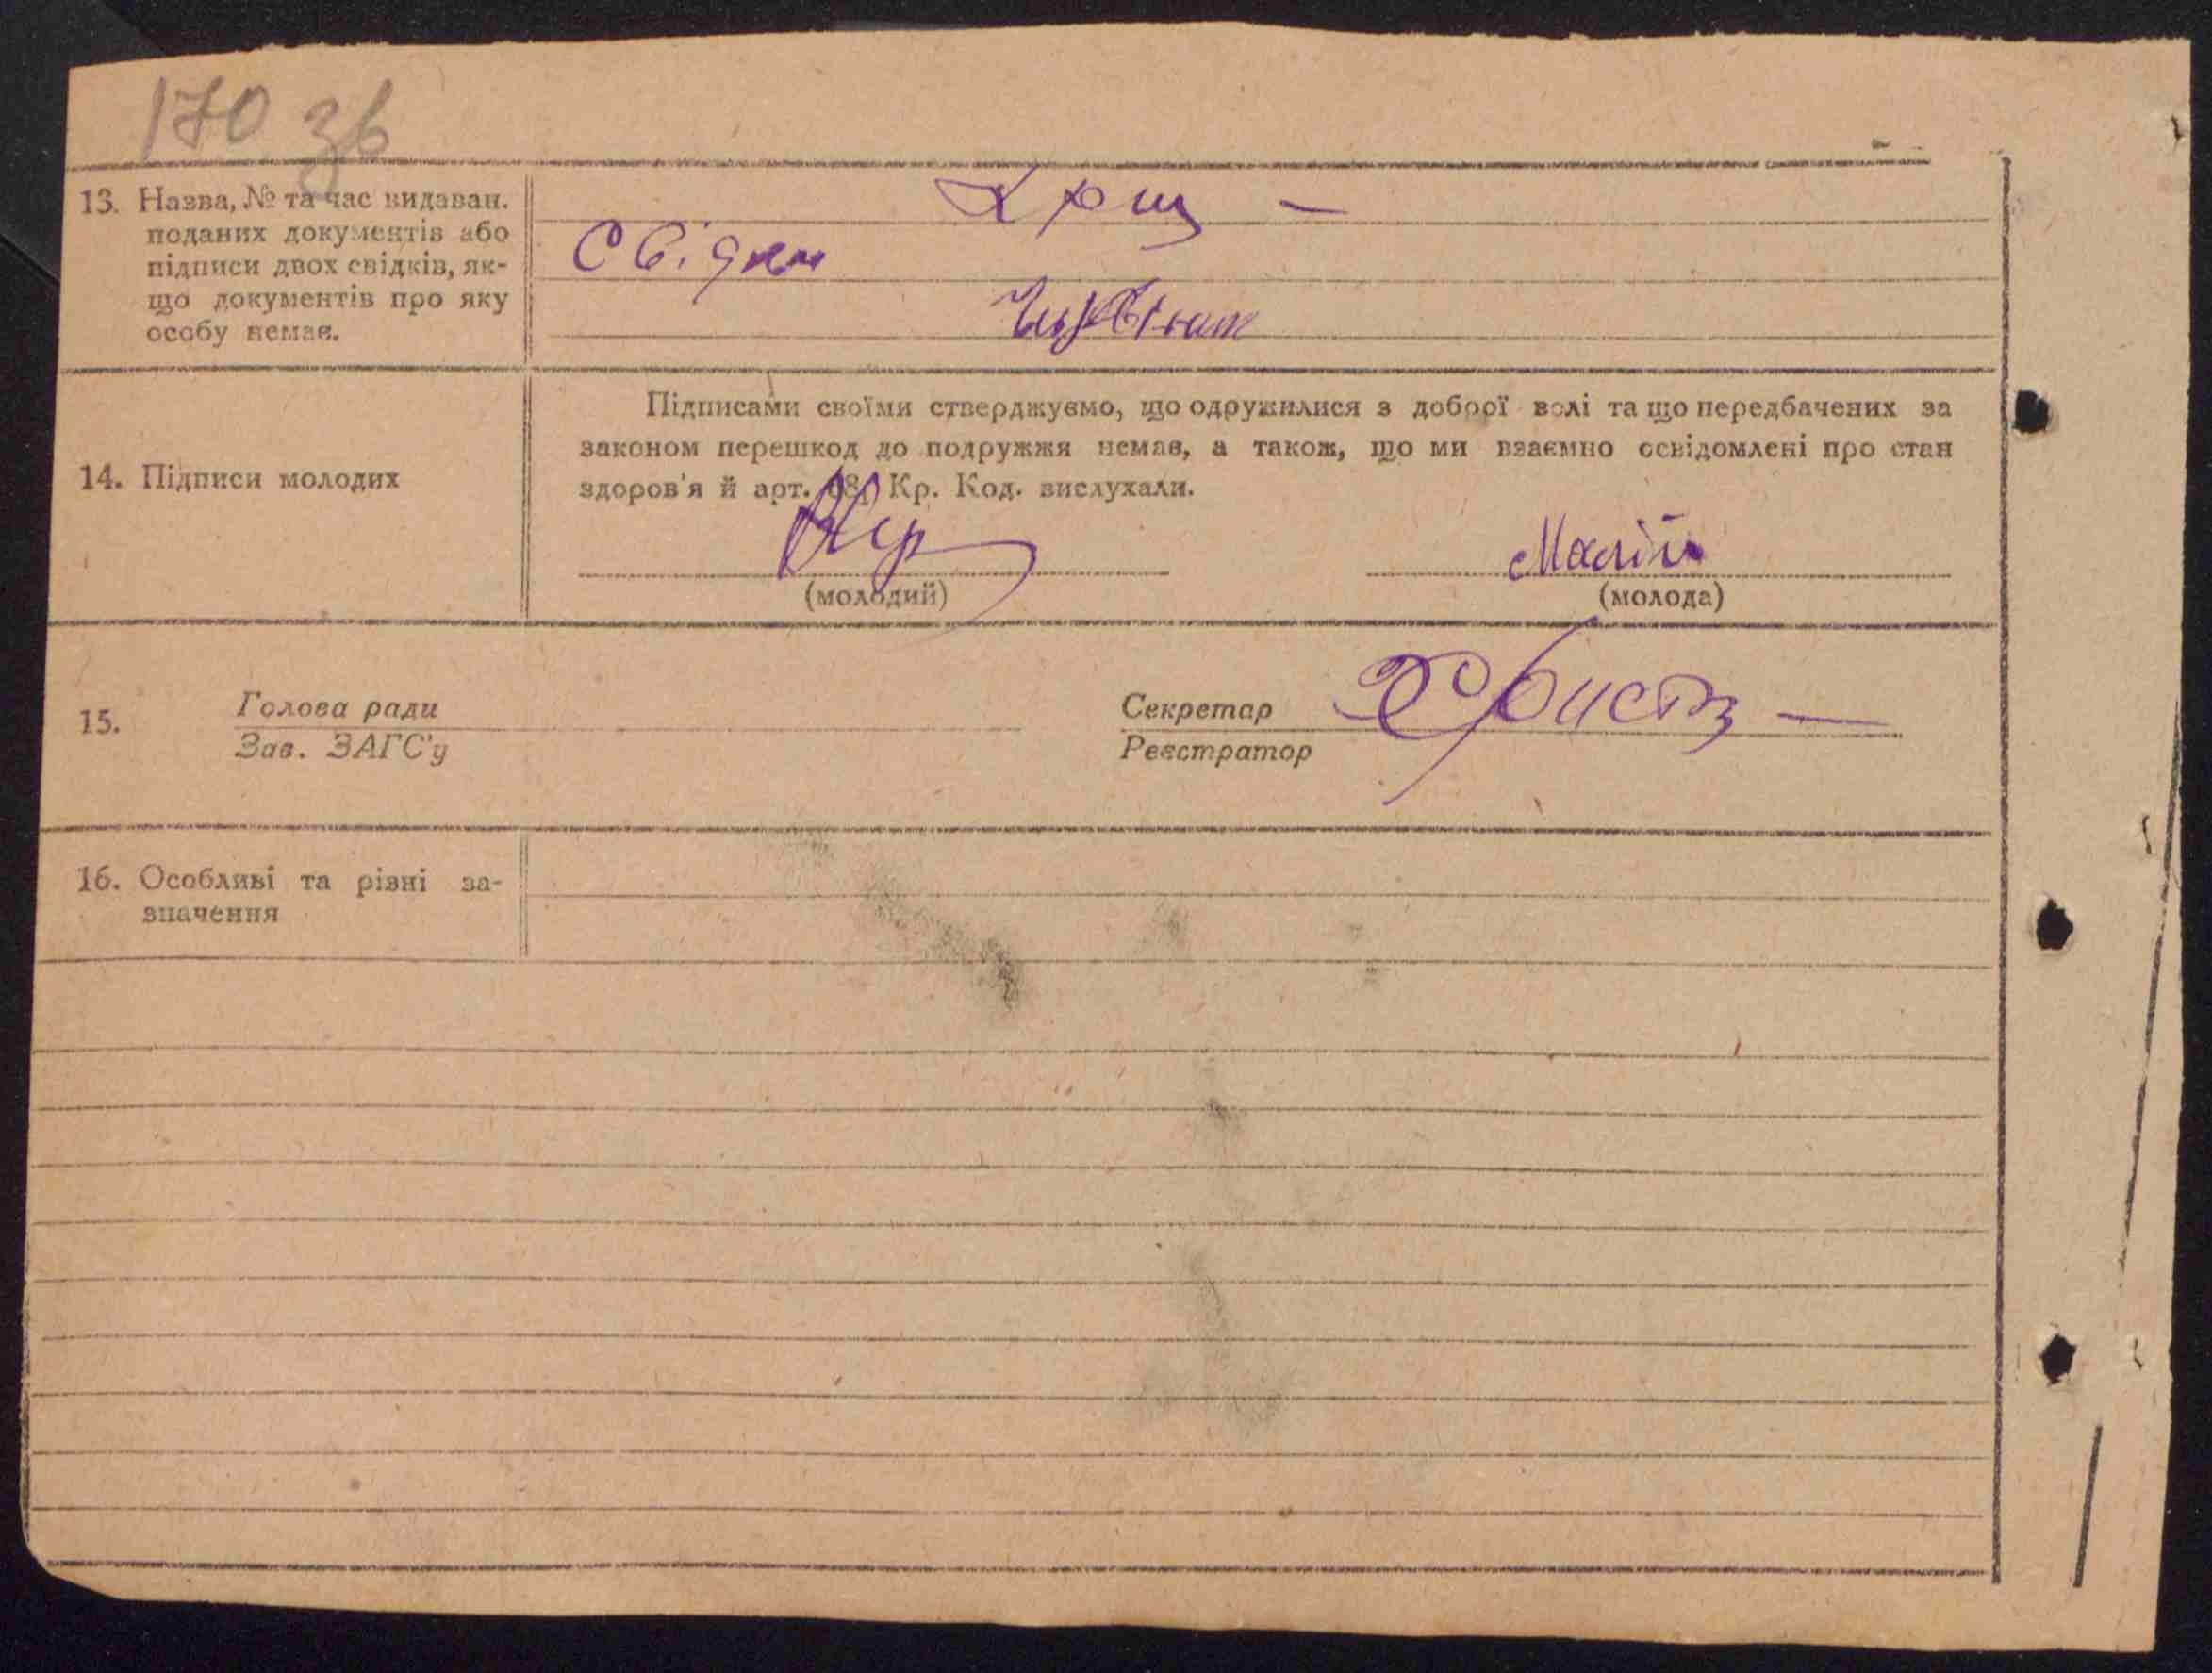 170 зв
13. Назва, № та час видаван.
поданих документів або
підписи двох свідків, як-
що документів про яку
особу немає.
Свідки
14. Підписи молодих
Підписами своїми стверджуємо, що одружилися з доброї волі та що передбачених за
законом перешкод до подружжя немає, а також, що ми взаємно освідомлені про стан
здоров'я й арт. 68, Кр. Код. вислухали.
(молодий) (молода)
15. Голова ради
Зав. ЗАГС'у
Секретар
Реєстратор
16. Особливі та різні за-
значення